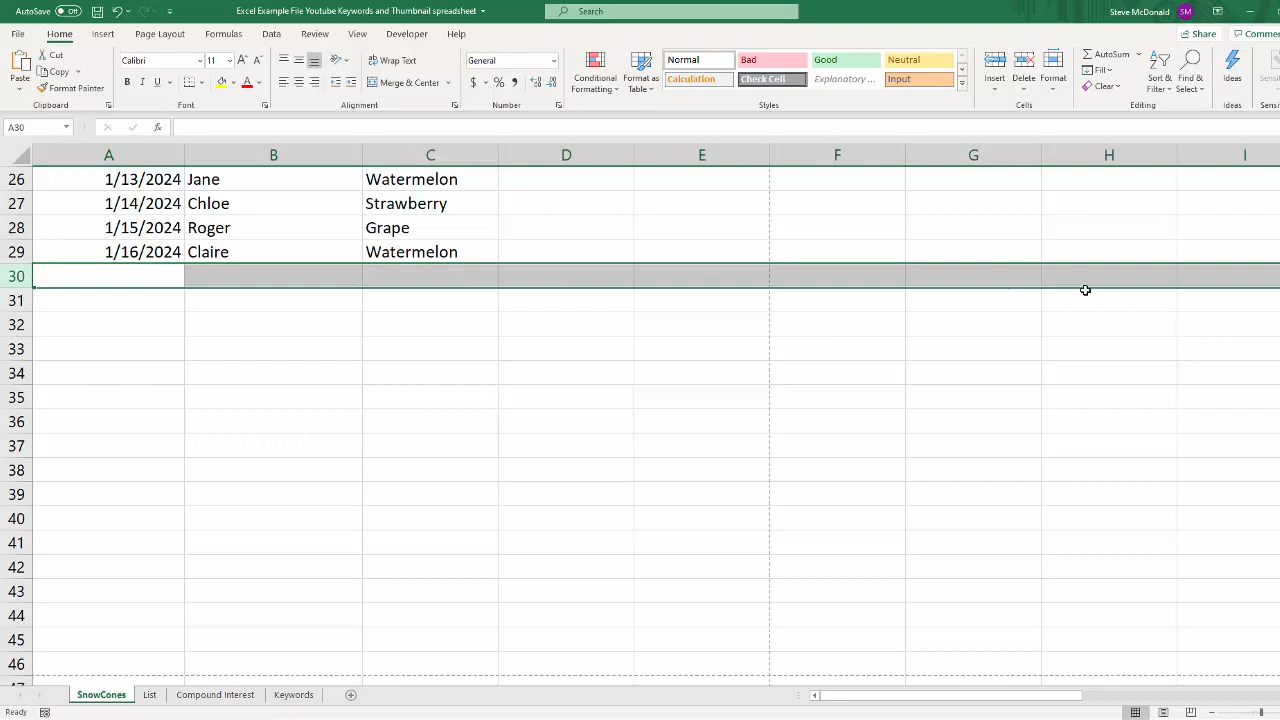 AutoSave Off Excel Example File Youtube Keywords and Thumbnail spreadsheet Search Steve McDonald SM
File Home Insert Page Layout Formulas Data Review View Developer Help Share
Cut Calibri 11 Wrap Text General Normal Bad Good Neutral AutoSum
Copy Fill
Paste Format Painter B I U Merge & Center $ % Conditional Formatting Format as Table Calculation Check Cell Explanatory ... Input Insert Delete Format Clear Sort & Filter Find & Select Ideas
Clipboard Font Alignment Number Styles Cells Editing Ideas
A30 fx
A B C D E F G H I
26 1/13/2024 Jane Watermelon
27 1/14/2024 Chloe Strawberry
28 1/15/2024 Roger Grape
29 1/16/2024 Claire Watermelon
30
31
32
33
34
35
36
37
38
39
40
41
42
43
44
45
46
SnowCones List Compound Interest Keywords
Ready